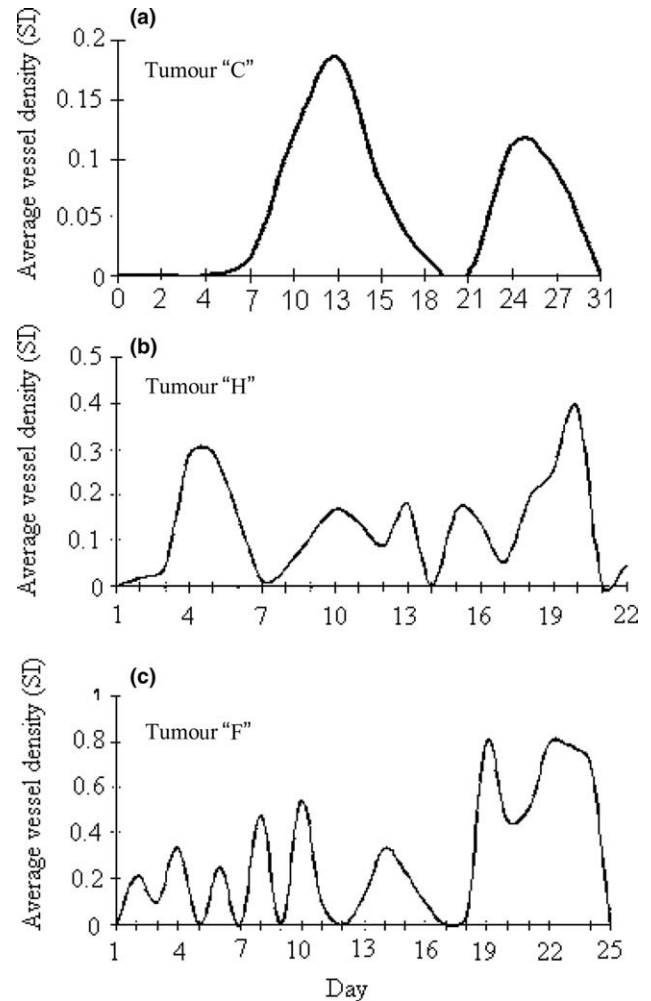 (a)
Average vessel density (SI)
Tumour “C”
0.2
0.15
0.1
0.05
0
0 2 4 7 10 13 15 18 21 24 27 31
(b)
Average vessel density (SI)
Tumour “H”
0.5
0.4
0.3
0.2
0.1
0
1 4 7 10 13 16 19 22
(c)
Average vessel density (SI)
Tumour “F”
1
0.8
0.6
0.4
0.2
0
1 4 7 10 13 16 19 22 25
Day